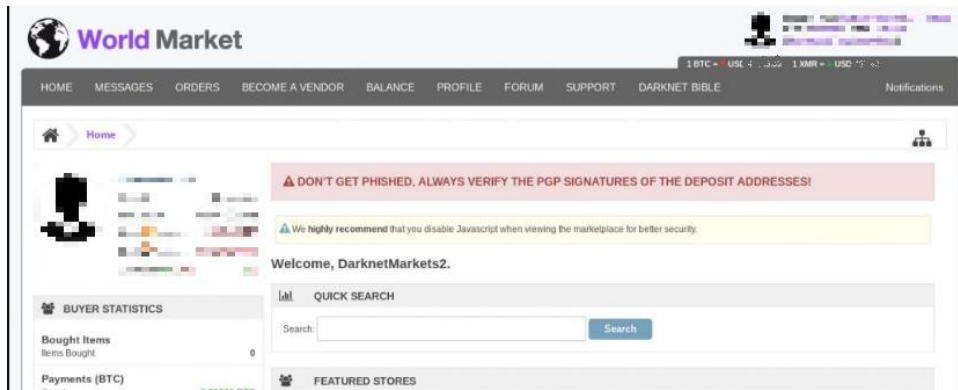 World Market
1 BTC = USD 1 XMR = USD
HOME MESSAGES ORDERS BECOME A VENDOR BALANCE PROFILE FORUM SUPPORT DARKNET BIBLE Notifications
Home
DON'T GET PHISHED, ALWAYS VERIFY THE PGP SIGNATURES OF THE DEPOSIT ADDRESSES!
We highly recommend that you disable Javascript when viewing the marketplace for better security.
Welcome, DarknetMarkets2.
QUICK SEARCH
Search: Search
BUYER STATISTICS
Bought Items
Items Bought 0
Payments (BTC)
FEATURED STORES